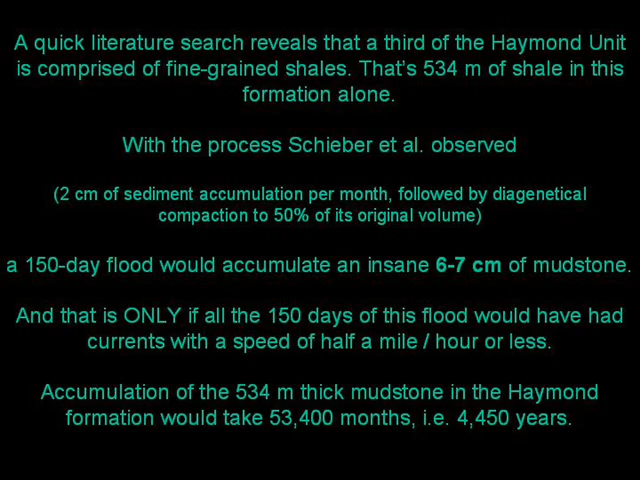 A quick literature search reveals that a third of the Haymond Unit
is comprised of fine-grained shales. That's 534 m of shale in this
formation alone.
With the process Schieber et al. observed
(2 cm of sediment accumulation per month, followed by diagenetical
compaction to 50% of its original volume)
a 150-day flood would accumulate an insane 6-7 cm of mudstone.
And that is ONLY if all the 150 days of this flood would have had
currents with a speed of half a mile / hour or less.
Accumulation of the 534 m thick mudstone in the Haymond
formation would take 53,400 months, i.e. 4,450 years.